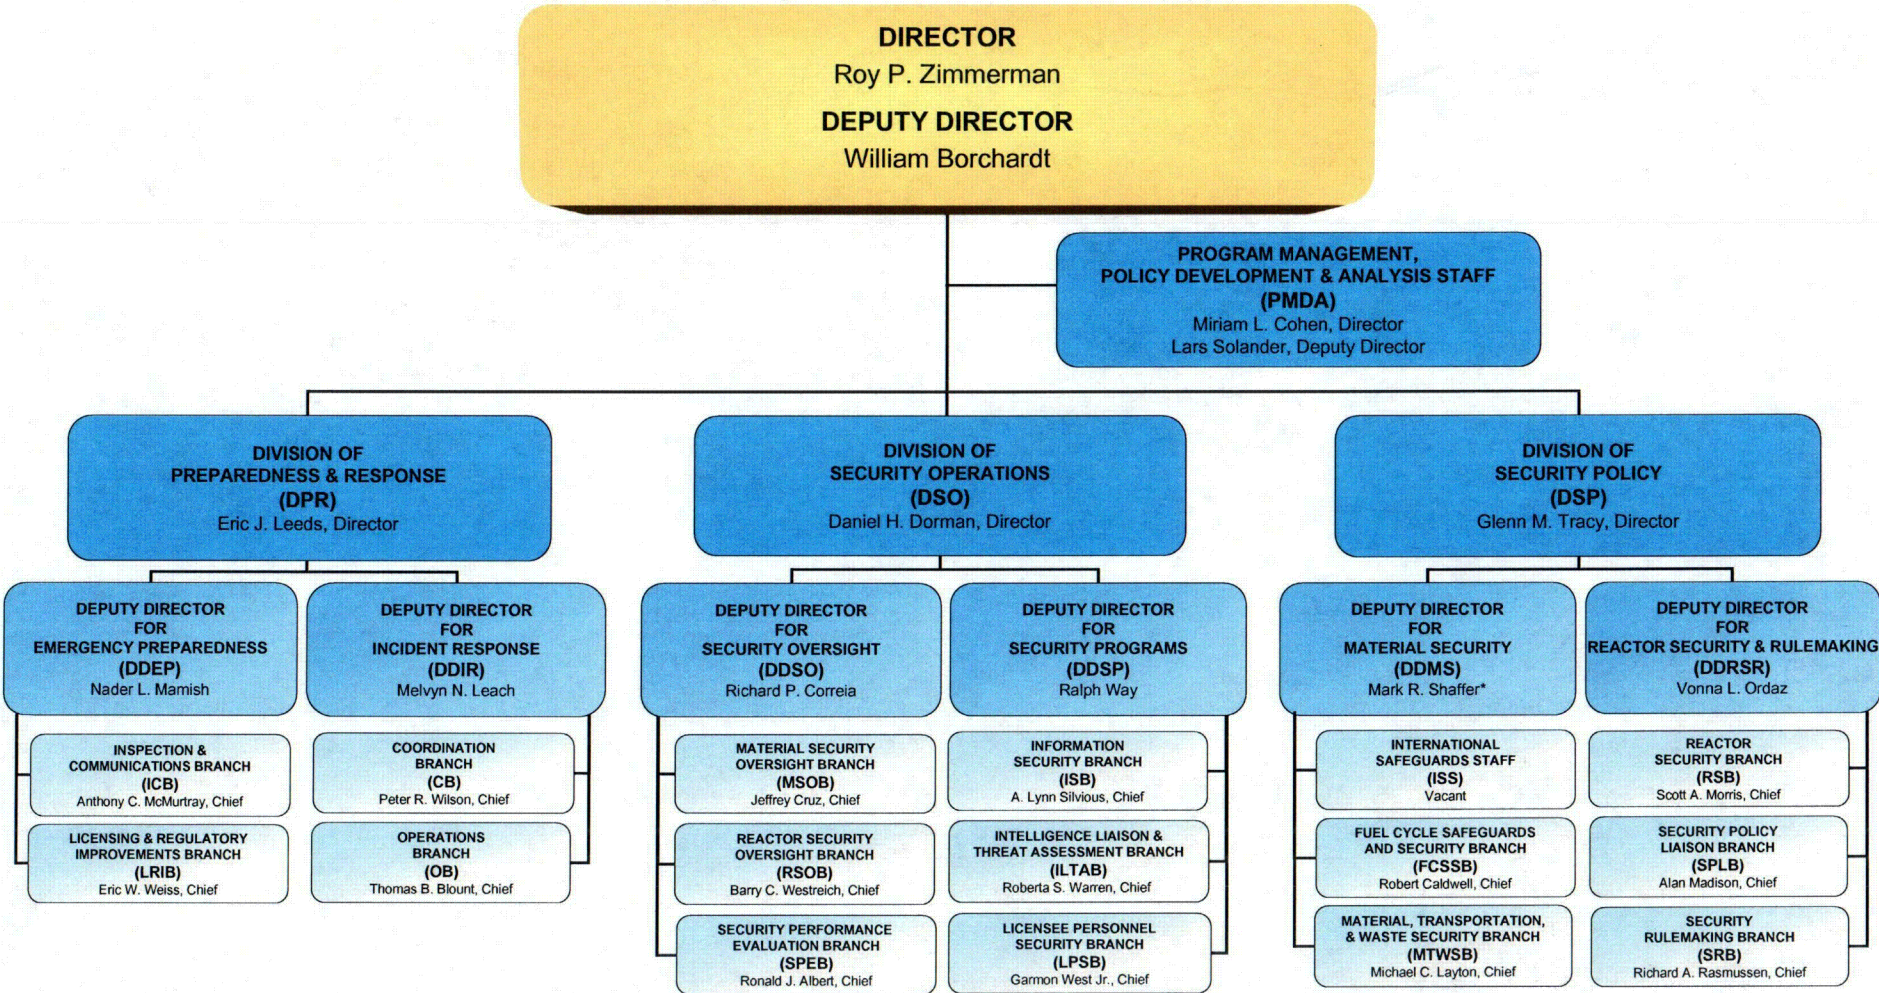 DIRECTOR
Roy P. Zimmerman
DEPUTY DIRECTOR
William Borchardt
PROGRAM MANAGEMENT,
POLICY DEVELOPMENT & ANALYSIS STAFF
(PMDA)
Miriam L. Cohen, Director
Lars Solander, Deputy Director
DIVISION OF
PREPAREDNESS & RESPONSE
(DPR)
Eric J. Leeds, Director
DIVISION OF
SECURITY OPERATIONS
(DSO)
Daniel H. Dorman, Director
DIVISION OF
SECURITY POLICY
(DSP)
Glenn M. Tracy, Director
DEPUTY DIRECTOR
FOR
EMERGENCY PREPAREDNESS
(DDEP)
Nader L. Mamish
DEPUTY DIRECTOR
FOR
INCIDENT RESPONSE
(DDIR)
Melvyn N. Leach
DEPUTY DIRECTOR
FOR
SECURITY OVERSIGHT
(DDSO)
Richard P. Correia
DEPUTY DIRECTOR
FOR
SECURITY PROGRAMS
(DDSP)
Ralph Way
DEPUTY DIRECTOR
FOR
MATERIAL SECURITY
(DDMS)
Mark R. Shaffer*
DEPUTY DIRECTOR
FOR
REACTOR SECURITY & RULEMAKING
(DDRSR)
Vonna L. Ordaz
INSPECTION &
COMMUNICATIONS BRANCH
(ICB)
Anthony C. McMurtray, Chief
COORDINATION
BRANCH
(CB)
Peter R. Wilson, Chief
MATERIAL SECURITY
OVERSIGHT BRANCH
(MSOB)
Jeffrey Cruz, Chief
INFORMATION
SECURITY BRANCH
(ISB)
A. Lynn Silvious, Chief
INTERNATIONAL
SAFEGUARDS STAFF
(ISS)
Vacant
REACTOR
SECURITY BRANCH
(RSB)
Scott A. Morris, Chief
LICENSING & REGULATORY
IMPROVEMENTS BRANCH
(LRIB)
Eric W. Weiss, Chief
OPERATIONS
BRANCH
(OB)
Thomas B. Blount, Chief
REACTOR SECURITY
OVERSIGHT BRANCH
(RSOB)
Barry C. Westreich, Chief
INTELLIGENCE LIAISON &
THREAT ASSESSMENT BRANCH
(ILTAB)
Roberta S. Warren, Chief
FUEL CYCLE SAFEGUARDS
AND SECURITY BRANCH
(FCSSB)
Robert Caldwell, Chief
SECURITY POLICY
LIAISON BRANCH
(SPLB)
Alan Madison, Chief
SECURITY PERFORMANCE
EVALUATION BRANCH
(SPEB)
Ronald J. Albert, Chief
LICENSEE PERSONNEL
SECURITY BRANCH
(LPSB)
Garmon West Jr., Chief
MATERIAL, TRANSPORTATION,
& WASTE SECURITY BRANCH
(MTWSB)
Michael C. Layton, Chief
SECURITY
RULEMAKING BRANCH
(SRB)
Richard A. Rasmussen, Chief